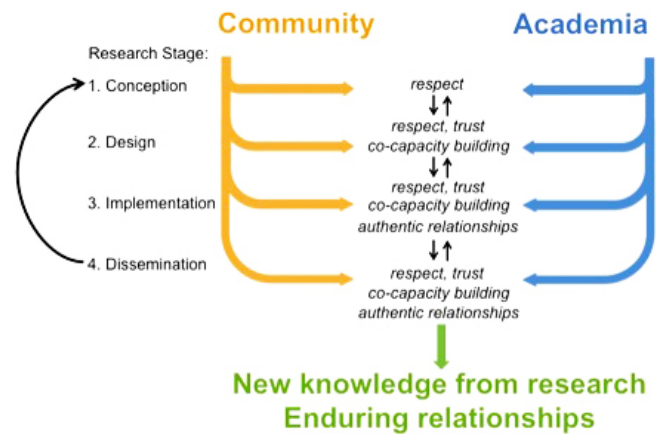 Community
Academia
Research Stage:
1. Conception
respect
2. Design
respect, trust
co-capacity building
3. Implementation
respect, trust
co-capacity building
authentic relationships
4. Dissemination
respect, trust
co-capacity building
authentic relationships
New knowledge from research
Enduring relationships